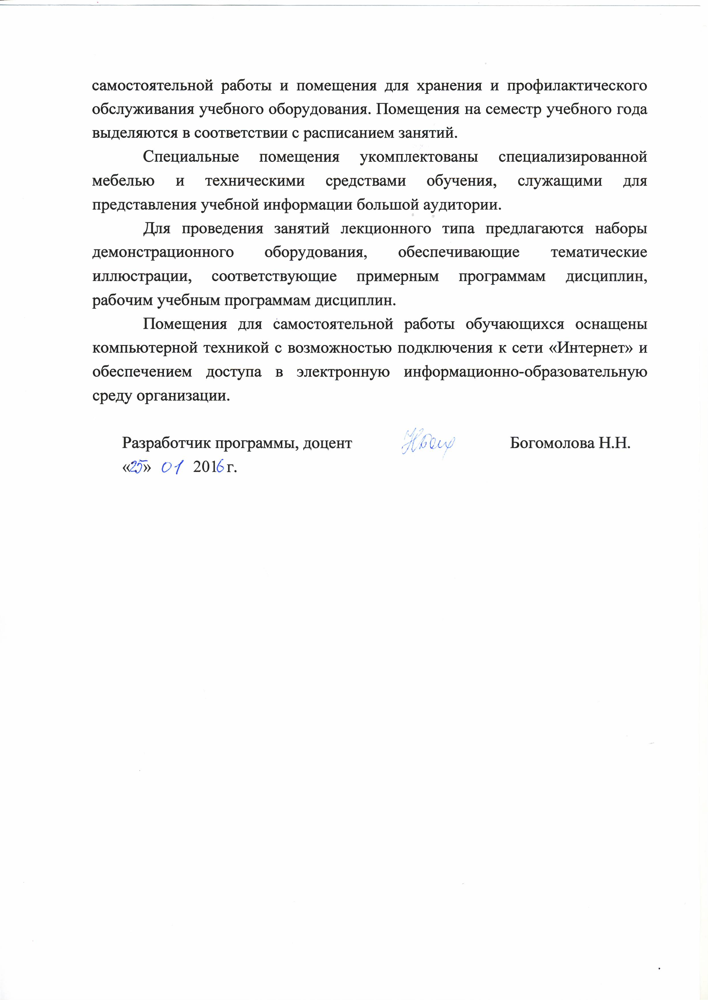 самостоятельной работы и помещения для хранения и профилактического
обслуживания учебного оборудования. Помещения на семестр учебного года
выделяются в соответствии с расписанием занятий.
Специальные помещения укомплектованы специализированной
мебелью и техническими средствами обучения, служащими для
представления учебной информации большой аудитории.
Для проведения занятий лекционного типа предлагаются наборы
демонстрационного оборудования, обеспечивающие тематические
иллюстрации, соответствующие примерным программам дисциплин,
рабочим учебным программам дисциплин.
Помещения для самостоятельной работы обучающихся оснащены
компьютерной техникой с возможностью подключения к сети «Интернет» и
обеспечением доступа в электронную информационно-образовательную
среду организации.
Разработчик программы, доцент Богомолова Н.Н.
«25» 01 2016 г.